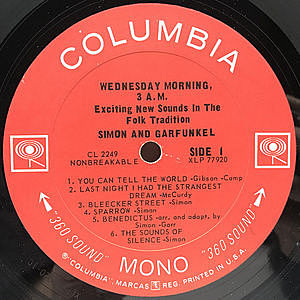 COLUMBIA
WEDNESDAY MORNING,
3 A.M.
Exciting New Sounds In The
Folk Tradition
SIMON AND GARFUNKEL
CL 2249
NONBREAKABLE
SIDE 1
XLP 77920
1. YOU CAN TELL THE WORLD -Gibson -Camp
2. LAST NIGHT I HAD THE STRANGEST
DREAM -McCurdy
3. BLEECKER STREET -Simon
4. SPARROW -Simon
5. BENEDICTUS -arr. and adapt. by
Simon- Garr
6. THE SOUNDS OF
SILENCE -Simon
"360 SOUND" MONO "360 SOUND"
® "COLUMBIA", MARCAS REG. PRINTED IN U.S.A.